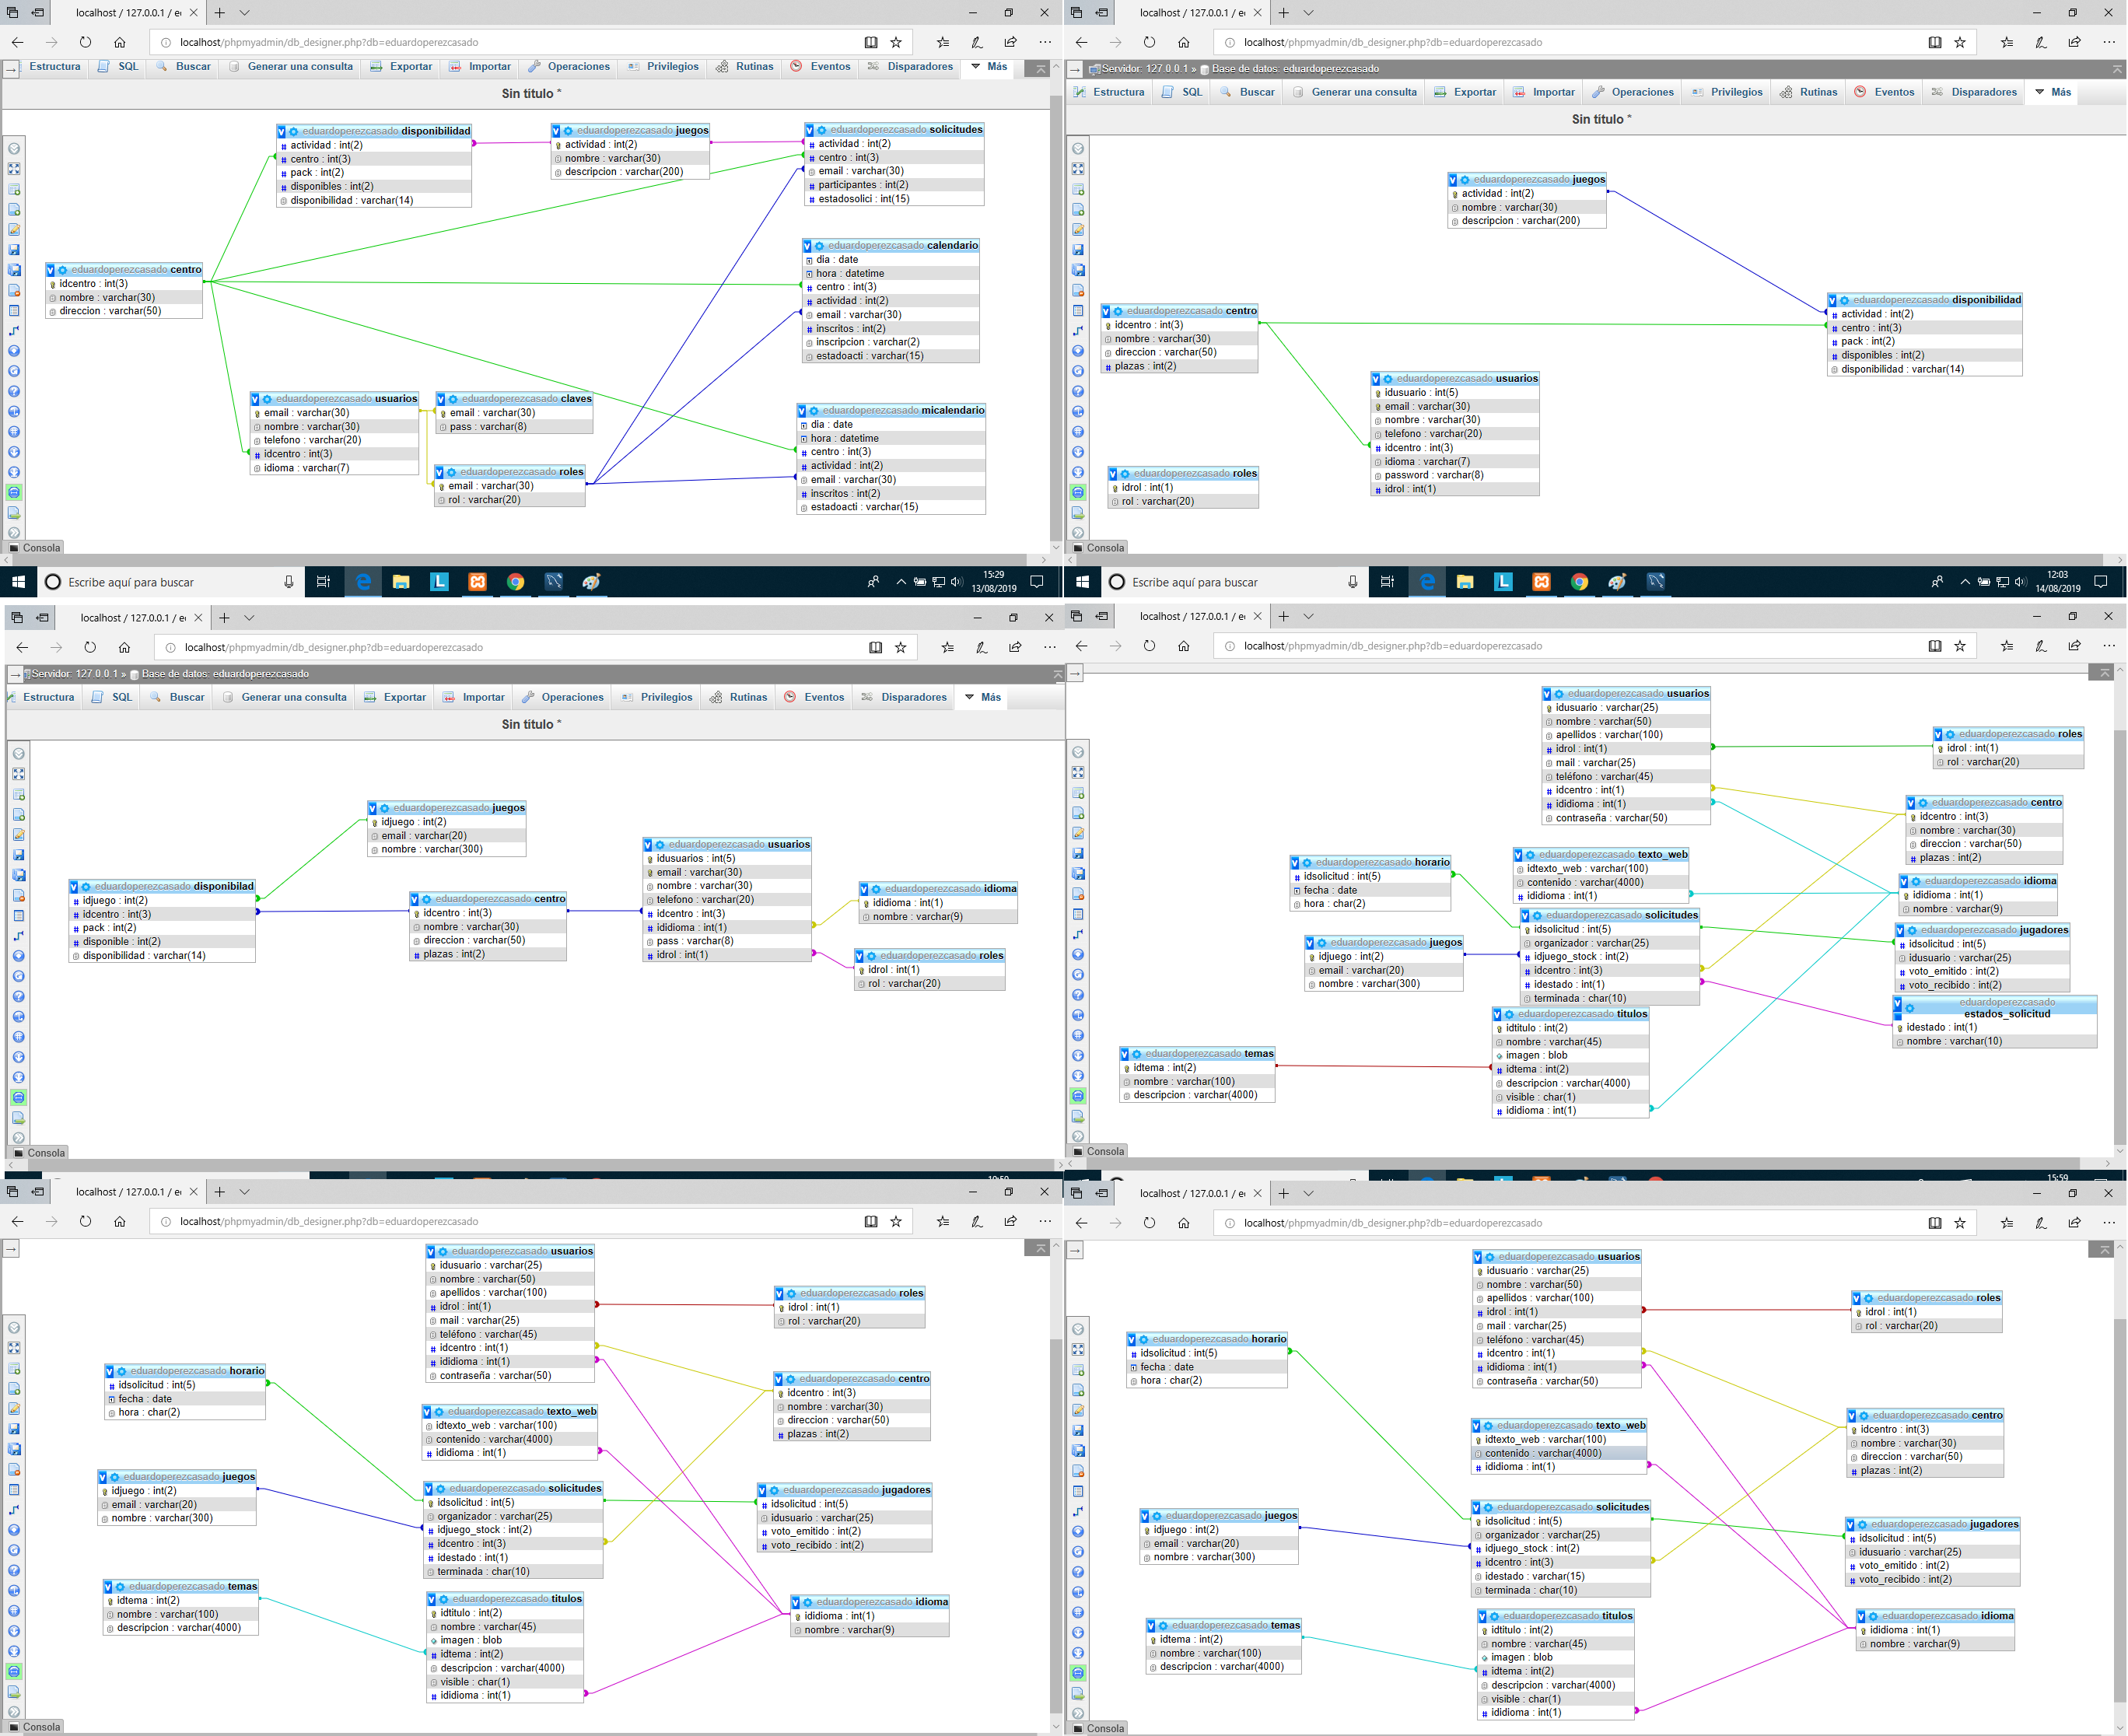 localhost / 127.0.0.1 / e
localhost/phpmyadmin/db_designer.php?db=eduardoperezcasado
Estructura SQL Buscar Generar una consulta Exportar Importar Operaciones Privilegios Rutinas Eventos Disparadores Más
Sin título *
eduardoperezcasado disponibilidad
actividad : int(2)
centro : int(3)
pack : int(2)
disponibles : int(2)
disponibilidad : varchar(14)
eduardoperezcasado juegos
actividad : int(2)
nombre : varchar(30)
descripcion : varchar(200)
eduardoperezcasado solicitudes
actividad : int(2)
centro : int(3)
email : varchar(30)
participantes : int(2)
estadosolici : int(15)
eduardoperezcasado calendario
dia : date
hora : datetime
centro : int(3)
actividad : int(2)
email : varchar(30)
inscritos : int(2)
inscripcion : varchar(2)
estadoacti : varchar(15)
eduardoperezcasado centro
idcentro : int(3)
nombre : varchar(30)
direccion : varchar(50)
eduardoperezcasado usuarios
email : varchar(30)
nombre : varchar(30)
telefono : varchar(20)
idcentro : int(3)
idioma : varchar(7)
eduardoperezcasado claves
email : varchar(30)
pass : varchar(8)
eduardoperezcasado roles
email : varchar(30)
rol : varchar(20)
eduardoperezcasado micalendario
dia : date
hora : datetime
centro : int(3)
actividad : int(2)
email : varchar(30)
inscritos : int(2)
estadoacti : varchar(15)
Consola
Escribe aquí para buscar
15:29
13/08/2019
localhost / 127.0.0.1 / e
localhost/phpmyadmin/db_designer.php?db=eduardoperezcasado
Servidor: 127.0.0.1 » Base de datos: eduardoperezcasado
Estructura SQL Buscar Generar una consulta Exportar Importar Operaciones Privilegios Rutinas Eventos Disparadores Más
Sin título *
eduardoperezcasado juegos
actividad : int(2)
nombre : varchar(30)
descripcion : varchar(200)
eduardoperezcasado disponibilidad
actividad : int(2)
centro : int(3)
pack : int(2)
disponibles : int(2)
disponibilidad : varchar(14)
eduardoperezcasado centro
idcentro : int(3)
nombre : varchar(30)
direccion : varchar(50)
plazas : int(2)
eduardoperezcasado usuarios
idusuario : int(5)
email : varchar(30)
nombre : varchar(30)
telefono : varchar(20)
idcentro : int(3)
idioma : varchar(7)
password : varchar(8)
idrol : int(1)
eduardoperezcasado roles
idrol : int(1)
rol : varchar(20)
Consola
Escribe aquí para buscar
12:03
14/08/2019
localhost / 127.0.0.1 / e
localhost/phpmyadmin/db_designer.php?db=eduardoperezcasado
Servidor: 127.0.0.1 » Base de datos: eduardoperezcasado
Estructura SQL Buscar Generar una consulta Exportar Importar Operaciones Privilegios Rutinas Eventos Disparadores Más
Sin título *
eduardoperezcasado juegos
idjuego : int(2)
email : varchar(20)
nombre : varchar(300)
eduardoperezcasado disponibilad
idjuego : int(2)
idcentro : int(3)
pack : int(2)
disponible : int(2)
disponibilidad : varchar(14)
eduardoperezcasado centro
idcentro : int(3)
nombre : varchar(30)
direccion : varchar(50)
plazas : int(2)
eduardoperezcasado usuarios
idusuarios : int(5)
email : varchar(30)
nombre : varchar(30)
telefono : varchar(20)
idcentro : int(3)
ididioma : int(1)
pass : varchar(8)
idrol : int(1)
eduardoperezcasado idioma
ididioma : int(1)
nombre : varchar(9)
eduardoperezcasado roles
idrol : int(1)
rol : varchar(20)
Consola
localhost / 127.0.0.1 / e
localhost/phpmyadmin/db_designer.php?db=eduardoperezcasado
eduardoperezcasado usuarios
idusuario : varchar(25)
nombre : varchar(50)
apellidos : varchar(100)
idrol : int(1)
mail : varchar(25)
teléfono : varchar(45)
idcentro : int(1)
ididioma : int(1)
contraseña : varchar(50)
eduardoperezcasado roles
idrol : int(1)
rol : varchar(20)
eduardoperezcasado centro
idcentro : int(3)
nombre : varchar(30)
direccion : varchar(50)
plazas : int(2)
eduardoperezcasado horario
idsolicitud : int(5)
fecha : date
hora : char(2)
eduardoperezcasado texto_web
idtexto_web : varchar(100)
contenido : varchar(4000)
ididioma : int(1)
eduardoperezcasado idioma
ididioma : int(1)
nombre : varchar(9)
eduardoperezcasado solicitudes
idsolicitud : int(5)
organizador : varchar(25)
idjuego_stock : int(2)
idcentro : int(3)
idestado : int(1)
terminada : char(10)
eduardoperezcasado jugadores
idsolicitud : int(5)
idusuario : varchar(25)
voto_emitido : int(2)
voto_recibido : int(2)
eduardoperezcasado juegos
idjuego : int(2)
email : varchar(20)
nombre : varchar(300)
eduardoperezcasado
estados_solicitud
idestado : int(1)
nombre : varchar(10)
eduardoperezcasado titulos
idtitulo : int(2)
nombre : varchar(45)
imagen : blob
idtema : int(2)
descripcion : varchar(4000)
visible : char(1)
ididioma : int(1)
eduardoperezcasado temas
idtema : int(2)
nombre : varchar(100)
descripcion : varchar(4000)
Consola
15:59
localhost / 127.0.0.1 / e
localhost/phpmyadmin/db_designer.php?db=eduardoperezcasado
eduardoperezcasado usuarios
idusuario : varchar(25)
nombre : varchar(50)
apellidos : varchar(100)
idrol : int(1)
mail : varchar(25)
teléfono : varchar(45)
idcentro : int(1)
ididioma : int(1)
contraseña : varchar(50)
eduardoperezcasado roles
idrol : int(1)
rol : varchar(20)
eduardoperezcasado horario
idsolicitud : int(5)
fecha : date
hora : char(2)
eduardoperezcasado centro
idcentro : int(3)
nombre : varchar(30)
direccion : varchar(50)
plazas : int(2)
eduardoperezcasado texto_web
idtexto_web : varchar(100)
contenido : varchar(4000)
ididioma : int(1)
eduardoperezcasado juegos
idjuego : int(2)
email : varchar(20)
nombre : varchar(300)
eduardoperezcasado solicitudes
idsolicitud : int(5)
organizador : varchar(25)
idjuego_stock : int(2)
idcentro : int(3)
idestado : int(1)
terminada : char(10)
eduardoperezcasado jugadores
idsolicitud : int(5)
idusuario : varchar(25)
voto_emitido : int(2)
voto_recibido : int(2)
eduardoperezcasado temas
idtema : int(2)
nombre : varchar(100)
descripcion : varchar(4000)
eduardoperezcasado titulos
idtitulo : int(2)
nombre : varchar(45)
imagen : blob
idtema : int(2)
descripcion : varchar(4000)
visible : char(1)
ididioma : int(1)
eduardoperezcasado idioma
ididioma : int(1)
nombre : varchar(9)
Consola
localhost / 127.0.0.1 / e
localhost/phpmyadmin/db_designer.php?db=eduardoperezcasado
eduardoperezcasado usuarios
idusuario : varchar(25)
nombre : varchar(50)
apellidos : varchar(100)
idrol : int(1)
mail : varchar(25)
teléfono : varchar(45)
idcentro : int(1)
ididioma : int(1)
contraseña : varchar(50)
eduardoperezcasado roles
idrol : int(1)
rol : varchar(20)
eduardoperezcasado horario
idsolicitud : int(5)
fecha : date
hora : char(2)
eduardoperezcasado centro
idcentro : int(3)
nombre : varchar(30)
direccion : varchar(50)
plazas : int(2)
eduardoperezcasado texto_web
idtexto_web : varchar(100)
contenido : varchar(4000)
ididioma : int(1)
eduardoperezcasado juegos
idjuego : int(2)
email : varchar(20)
nombre : varchar(300)
eduardoperezcasado solicitudes
idsolicitud : int(5)
organizador : varchar(25)
idjuego_stock : int(2)
idcentro : int(3)
idestado : varchar(15)
terminada : char(10)
eduardoperezcasado jugadores
idsolicitud : int(5)
idusuario : varchar(25)
voto_emitido : int(2)
voto_recibido : int(2)
eduardoperezcasado temas
idtema : int(2)
nombre : varchar(100)
descripcion : varchar(4000)
eduardoperezcasado titulos
idtitulo : int(2)
nombre : varchar(45)
imagen : blob
idtema : int(2)
descripcion : varchar(4000)
visible : char(1)
ididioma : int(1)
eduardoperezcasado idioma
ididioma : int(1)
nombre : varchar(9)
Consola